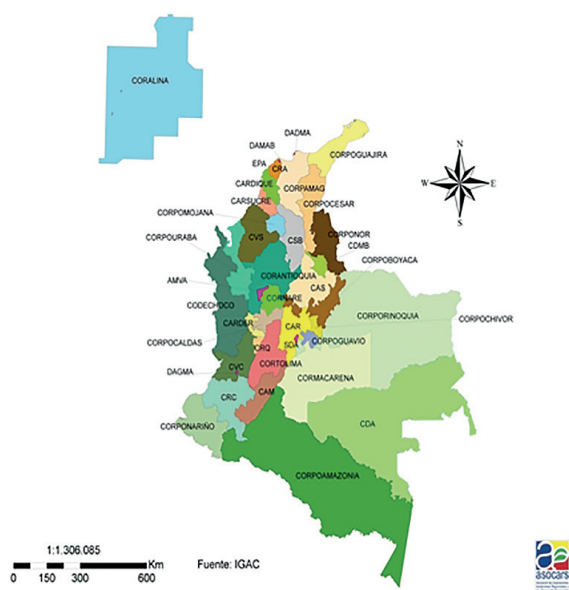 CORALINA
DADMA
DAMAB
CORPOGUAJIRA
EPA
CRA
CARDIQUE
CORPAMAG
CARSUCRE
CORPOCESAR
CORPOMOJANA
CVS
CSB
CORPONOR
CORPOURABA
CDMB
CORPOBOYACA
CORANTIOQUIA
AMVA
CAS
CORNARE
CODECHOCO
CORPORINOQUIA
CARDER
CAR
CORPOCHIVOR
CORPOCALDAS
CRQ
SDA
CORPOGUAVIO
DAGMA
CVC
CORTOLIMA
CORMACARENA
CRC
CAM
CORPONARIÑO
CDA
CORPOAMAZONIA
N
W E
S
1:1.306.085
Km
0 150 300 600
Fuente: IGAC
asocars